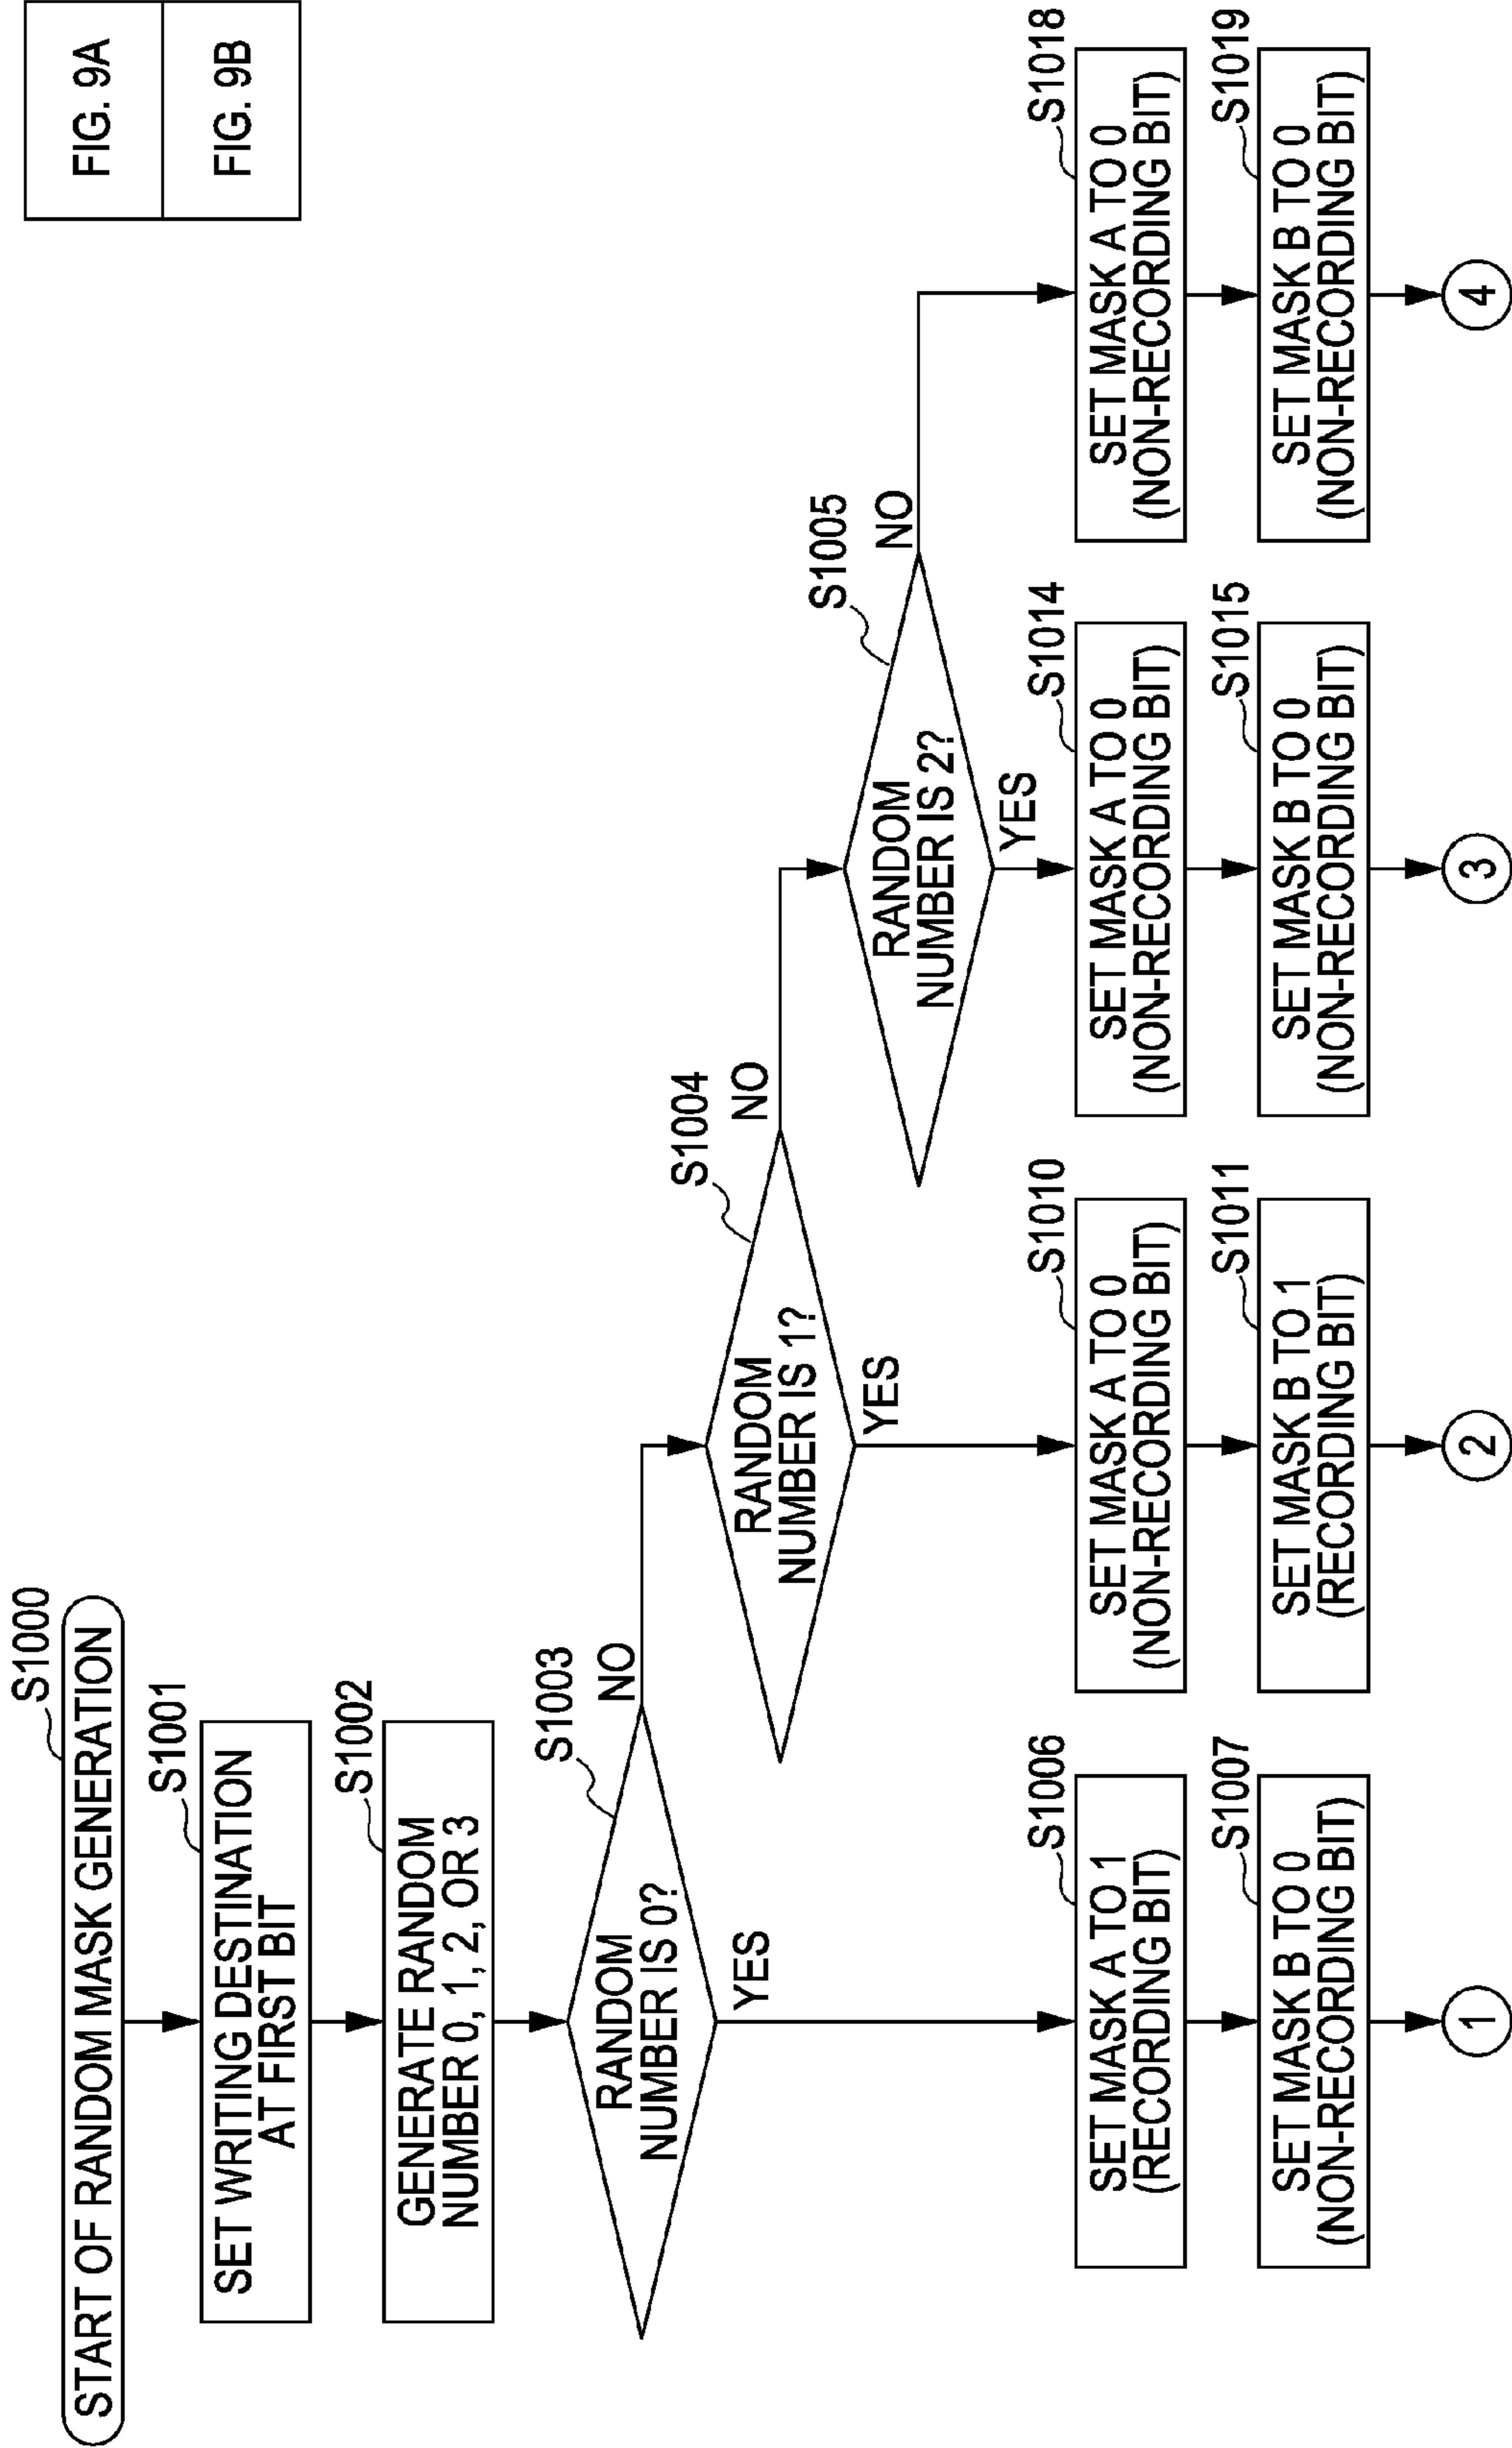 FIG. 9A
FIG. 9B
S1000
START OF RANDOM MASK GENERATION
S1001
SET WRITING DESTINATION
AT FIRST BIT
S1002
GENERATE RANDOM
NUMBER 0, 1, 2, OR 3
S1003
RANDOM
NUMBER IS 0?
NO
YES
S1004
RANDOM
NUMBER IS 1?
NO
YES
S1005
RANDOM
NUMBER IS 2?
NO
YES
S1006
SET MASK A TO 1
(RECORDING BIT)
S1007
SET MASK B TO 0
(NON-RECORDING BIT)
1
S1010
SET MASK A TO 0
(NON-RECORDING BIT)
S1011
SET MASK B TO 1
(RECORDING BIT)
2
S1014
SET MASK A TO 0
(NON-RECORDING BIT)
S1015
SET MASK B TO 0
(NON-RECORDING BIT)
3
S1018
SET MASK A TO 0
(NON-RECORDING BIT)
S1019
SET MASK B TO 0
(NON-RECORDING BIT)
4